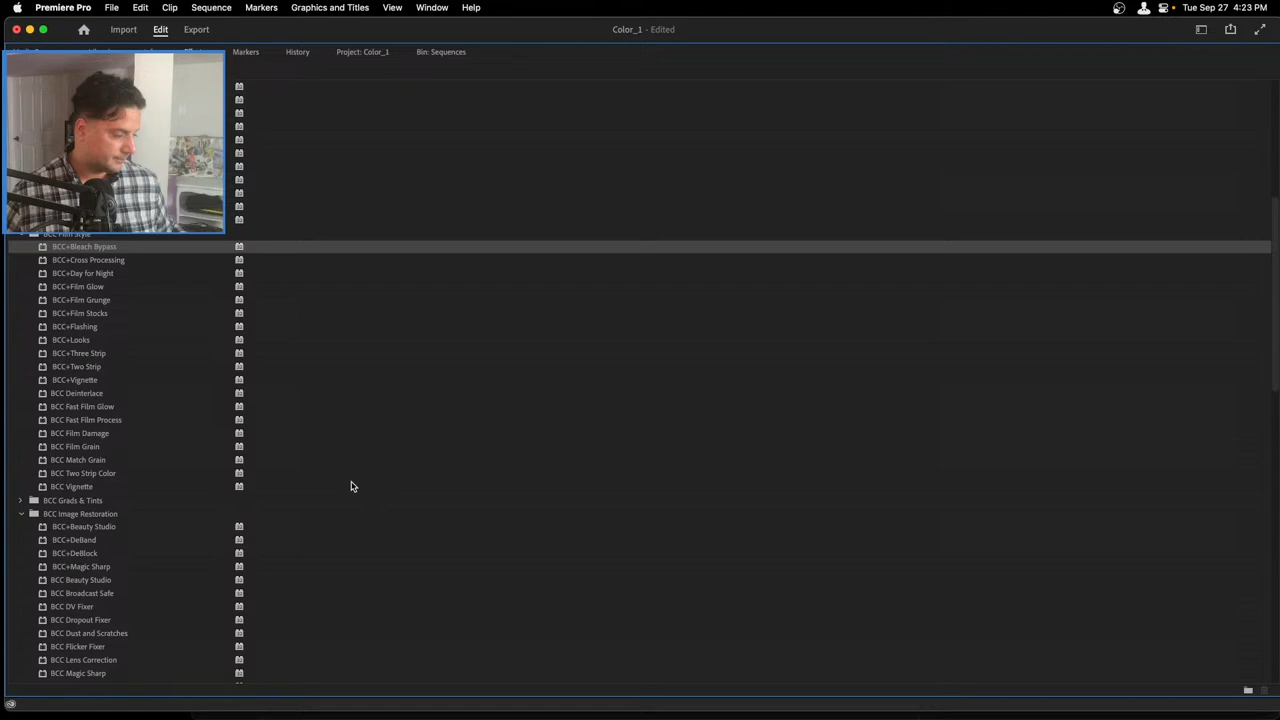 Premiere Pro File Edit Clip Sequence Markers Graphics and Titles View Window Help Tue Sep 27 4:23 PM
Import Edit Export Color_1 - Edited
Markers History Project: Color_1 Bin: Sequences
BCC Film Style
BCC+Bleach Bypass
BCC+Cross Processing
BCC+Day for Night
BCC+Film Glow
BCC+Film Grunge
BCC+Film Stocks
BCC+Flashing
BCC+Looks
BCC+Three Strip
BCC+Two Strip
BCC+Vignette
BCC Deinterlace
BCC Fast Film Glow
BCC Fast Film Process
BCC Film Damage
BCC Film Grain
BCC Match Grain
BCC Two Strip Color
BCC Vignette
BCC Grads & Tints
BCC Image Restoration
BCC+Beauty Studio
BCC+DeBand
BCC+DeBlock
BCC+Magic Sharp
BCC Beauty Studio
BCC Broadcast Safe
BCC DV Fixer
BCC Dropout Fixer
BCC Dust and Scratches
BCC Flicker Fixer
BCC Lens Correction
BCC Magic Sharp